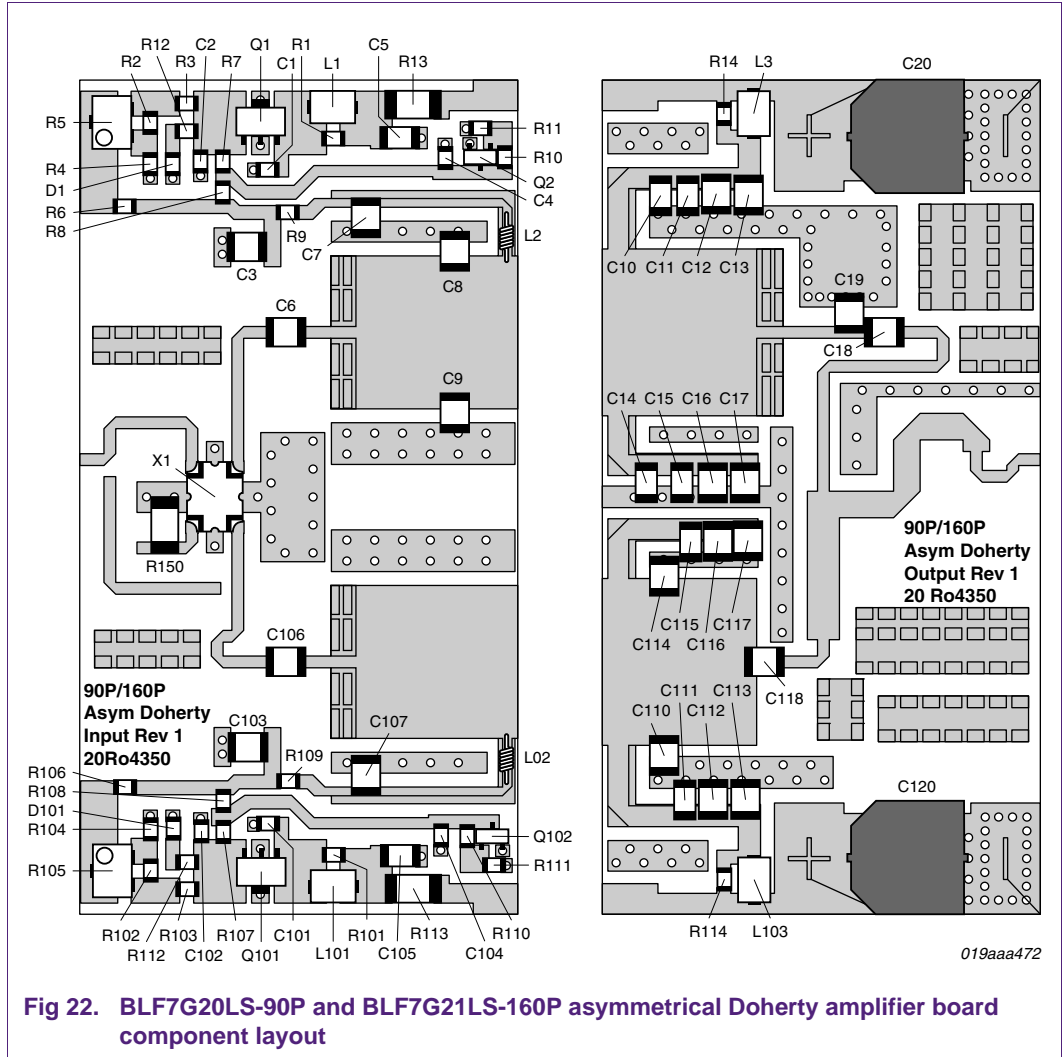 R12 C2 Q1 R1 C5
R2 R3 R7 C1 L1 R13
R14 L3 C20
R5
R11
R4
R10
D1
Q2
R6
C4
R8
R9
L2
C3
C7
C8
C10 C11 C12 C13
C6
C19
C18
C9
C14 C15 C16 C17
X1
R150
90P/160P
Asym Doherty
Output Rev 1
20 Ro4350
C114
C115 C117
C116
C106
C118
90P/160P
Asym Doherty
Input Rev 1
20Ro4350
C111 C113
C110 C112
C103
C107
R109
L02
R106
R108
D101
R104
C120
Q102
R105
R111
R102 R103 R107 C101 R101 R113 R110
R112 C102 Q101 L101 C105 C104
R114 L103
019aaa472
Fig 22. BLF7G20LS-90P and BLF7G21LS-160P asymmetrical Doherty amplifier board
component layout